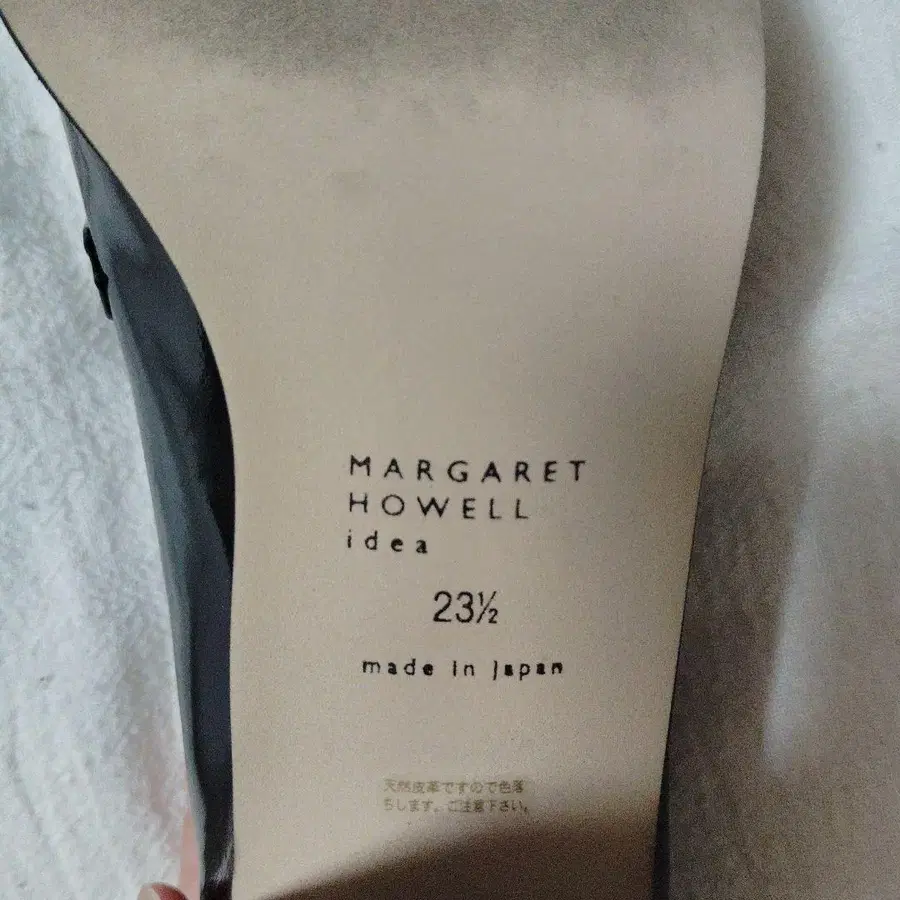 MARGARET
HOWELL
idea
23½
made in Japan
天然皮革ですので色落
ちします。ご注意下さい。